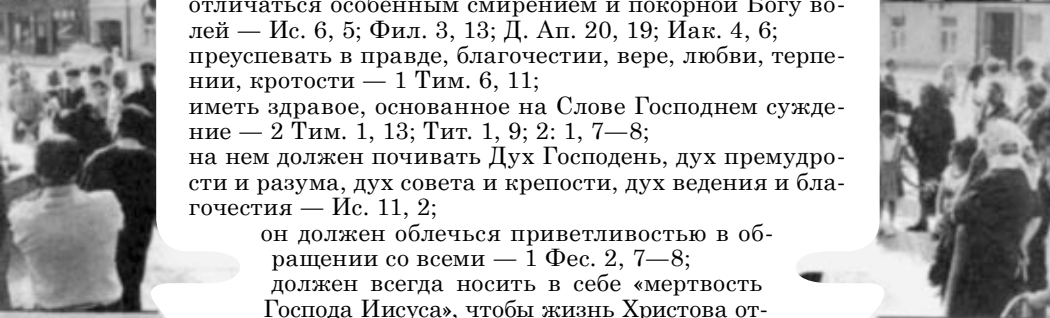 отличаться особенным смирением и покорной Богу во-
лей — Ис. 6, 5; Фил. 3, 13; Д. Ап. 20, 19; Иак. 4, 6;
преуспевать в правде, благочестии, вере, любви, терпе-
нии, кротости — 1 Тим. 6, 11;
иметь здравое, основанное на Слове Господнем сужде-
ние — 2 Тим. 1, 13; Тит. 1, 9; 2: 1, 7—8;
на нем должен почивать Дух Господень, дух премудро-
сти и разума, дух совета и крепости, дух ведения и бла-
гочестия — Ис. 11, 2;
он должен облечься приветливостью в об-
ращении со всеми — 1 Фес. 2, 7—8;
должен всегда носить в себе «мертвость
Господа Иисуса», чтобы жизнь Христова от-